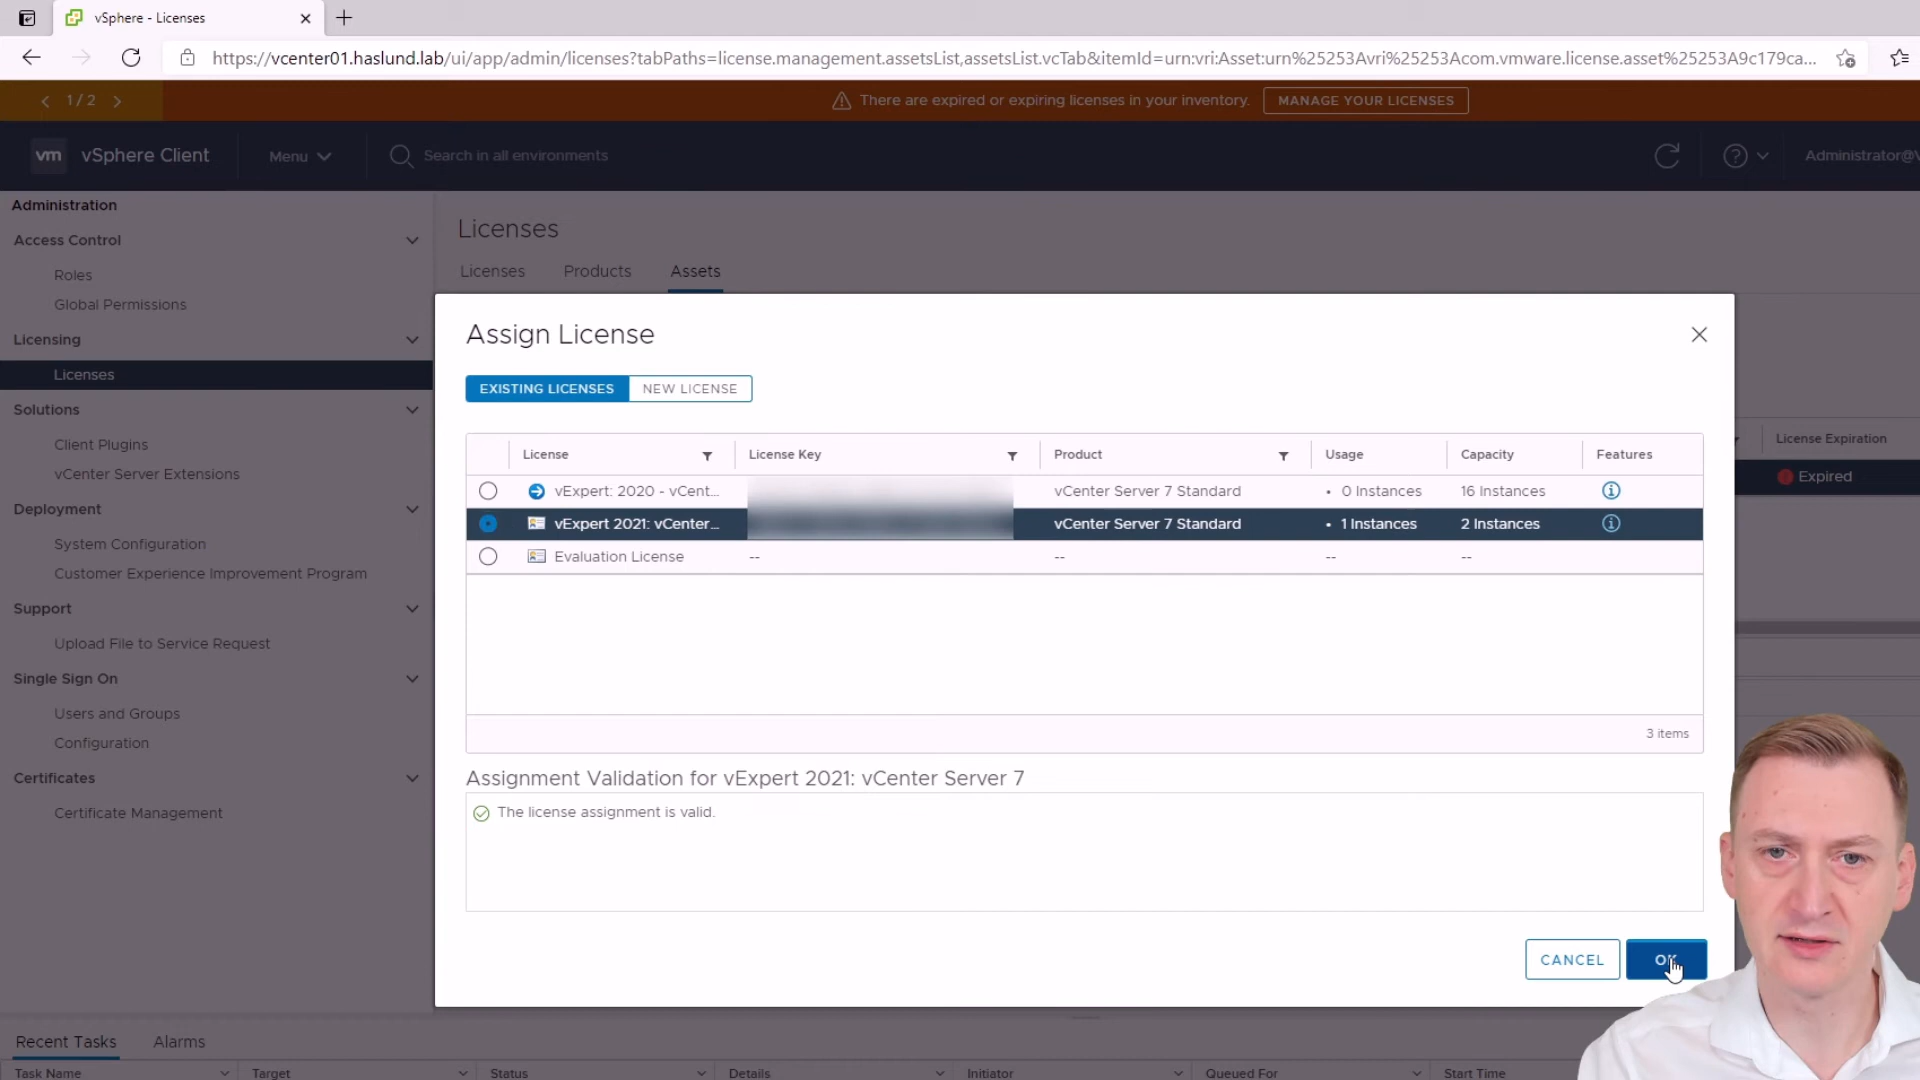 vSphere - Licenses
https://vcenter01.haslund.lab/ui/app/admin/licenses?tabPaths=license.management.assetsList,assetsList.vcTab&itemId=urn:vri:Asset:urn%25253Avri%25253Acom.vmware.license.asset%25253A9c179ca...
1 / 2
There are expired or expiring licenses in your inventory.
MANAGE YOUR LICENSES
vm vSphere Client
Menu
Search in all environments
Administrator@V
Administration
Access Control
Roles
Global Permissions
Licensing
Licenses
Solutions
Client Plugins
vCenter Server Extensions
Deployment
System Configuration
Customer Experience Improvement Program
Support
Upload File to Service Request
Single Sign On
Users and Groups
Configuration
Certificates
Certificate Management
Licenses
Licenses Products Assets
License Expiration
Expired
Assign License
EXISTING LICENSES NEW LICENSE
License License Key Product Usage Capacity Features
vExpert: 2020 - vCent... vCenter Server 7 Standard • 0 Instances 16 Instances
vExpert 2021: vCenter... vCenter Server 7 Standard • 1 Instances 2 Instances
Evaluation License -- -- -- --
3 items
Assignment Validation for vExpert 2021: vCenter Server 7
The license assignment is valid.
CANCEL OK
Recent Tasks Alarms
Task Name Target Status Details Initiator Queued For Start Time